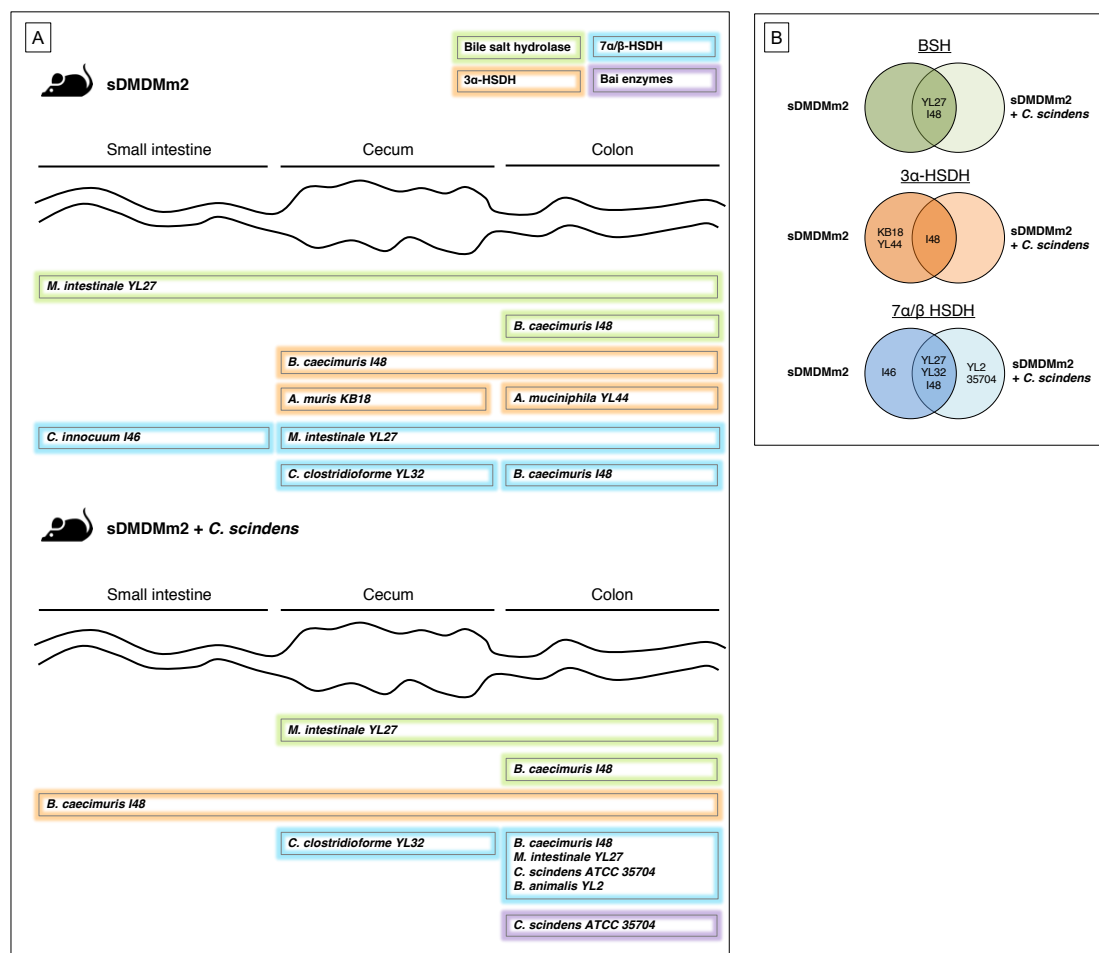 A
Bile salt hydrolase
7α/β-HSDH
3α-HSDH
Bai enzymes
sDMDMm2
Small intestine
Cecum
Colon
M. intestinale YL27
B. caecimuris I48
B. caecimuris I48
A. muris KB18
A. muciniphila YL44
C. innocuum I46
M. intestinale YL27
C. clostridioforme YL32
B. caecimuris I48
sDMDMm2 + C. scindens
Small intestine
Cecum
Colon
M. intestinale YL27
B. caecimuris I48
B. caecimuris I48
C. clostridioforme YL32
B. caecimuris I48
M. intestinale YL27
C. scindens ATCC 35704
B. animalis YL2
C. scindens ATCC 35704
B
BSH
sDMDMm2
YL27
I48
sDMDMm2
+ C. scindens
3α-HSDH
sDMDMm2
KB18
YL44
I48
sDMDMm2
+ C. scindens
7α/β HSDH
sDMDMm2
I46
YL27
YL32
I48
YL2
35704
sDMDMm2
+ C. scindens